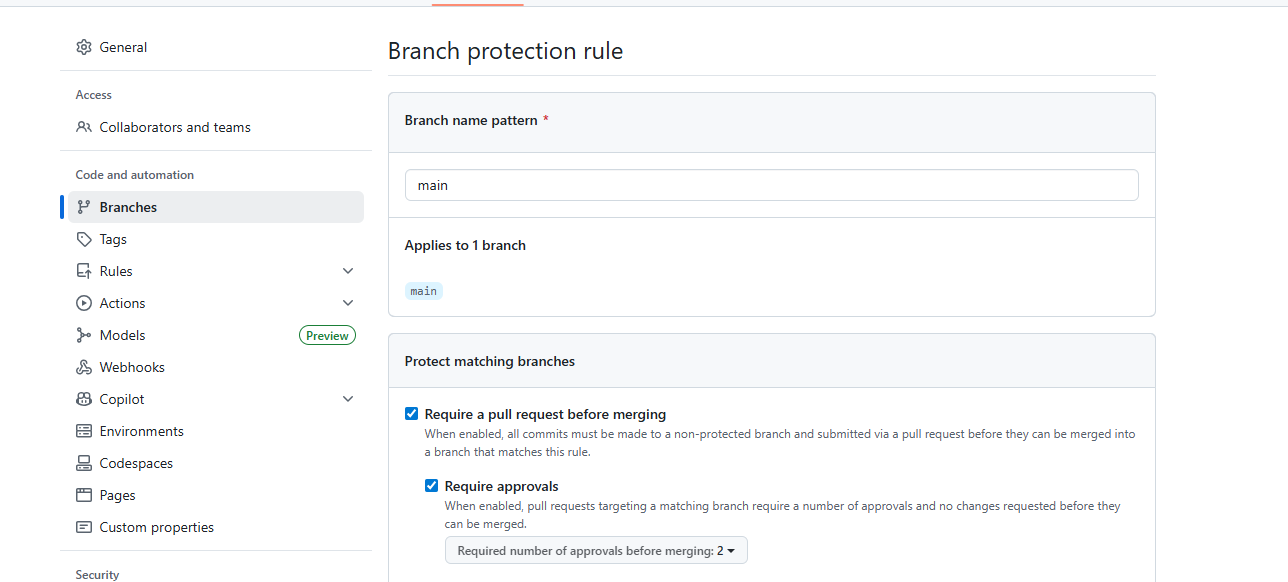 General
Access
Collaborators and teams
Code and automation
Branches
Tags
Rules
Actions
Models Preview
Webhooks
Copilot
Environments
Codespaces
Pages
Custom properties
Security
Branch protection rule
Branch name pattern *
main
Applies to 1 branch
main
Protect matching branches
Require a pull request before merging
When enabled, all commits must be made to a non-protected branch and submitted via a pull request before they can be merged into
a branch that matches this rule.
Require approvals
When enabled, pull requests targeting a matching branch require a number of approvals and no changes requested before they
can be merged.
Required number of approvals before merging: 2